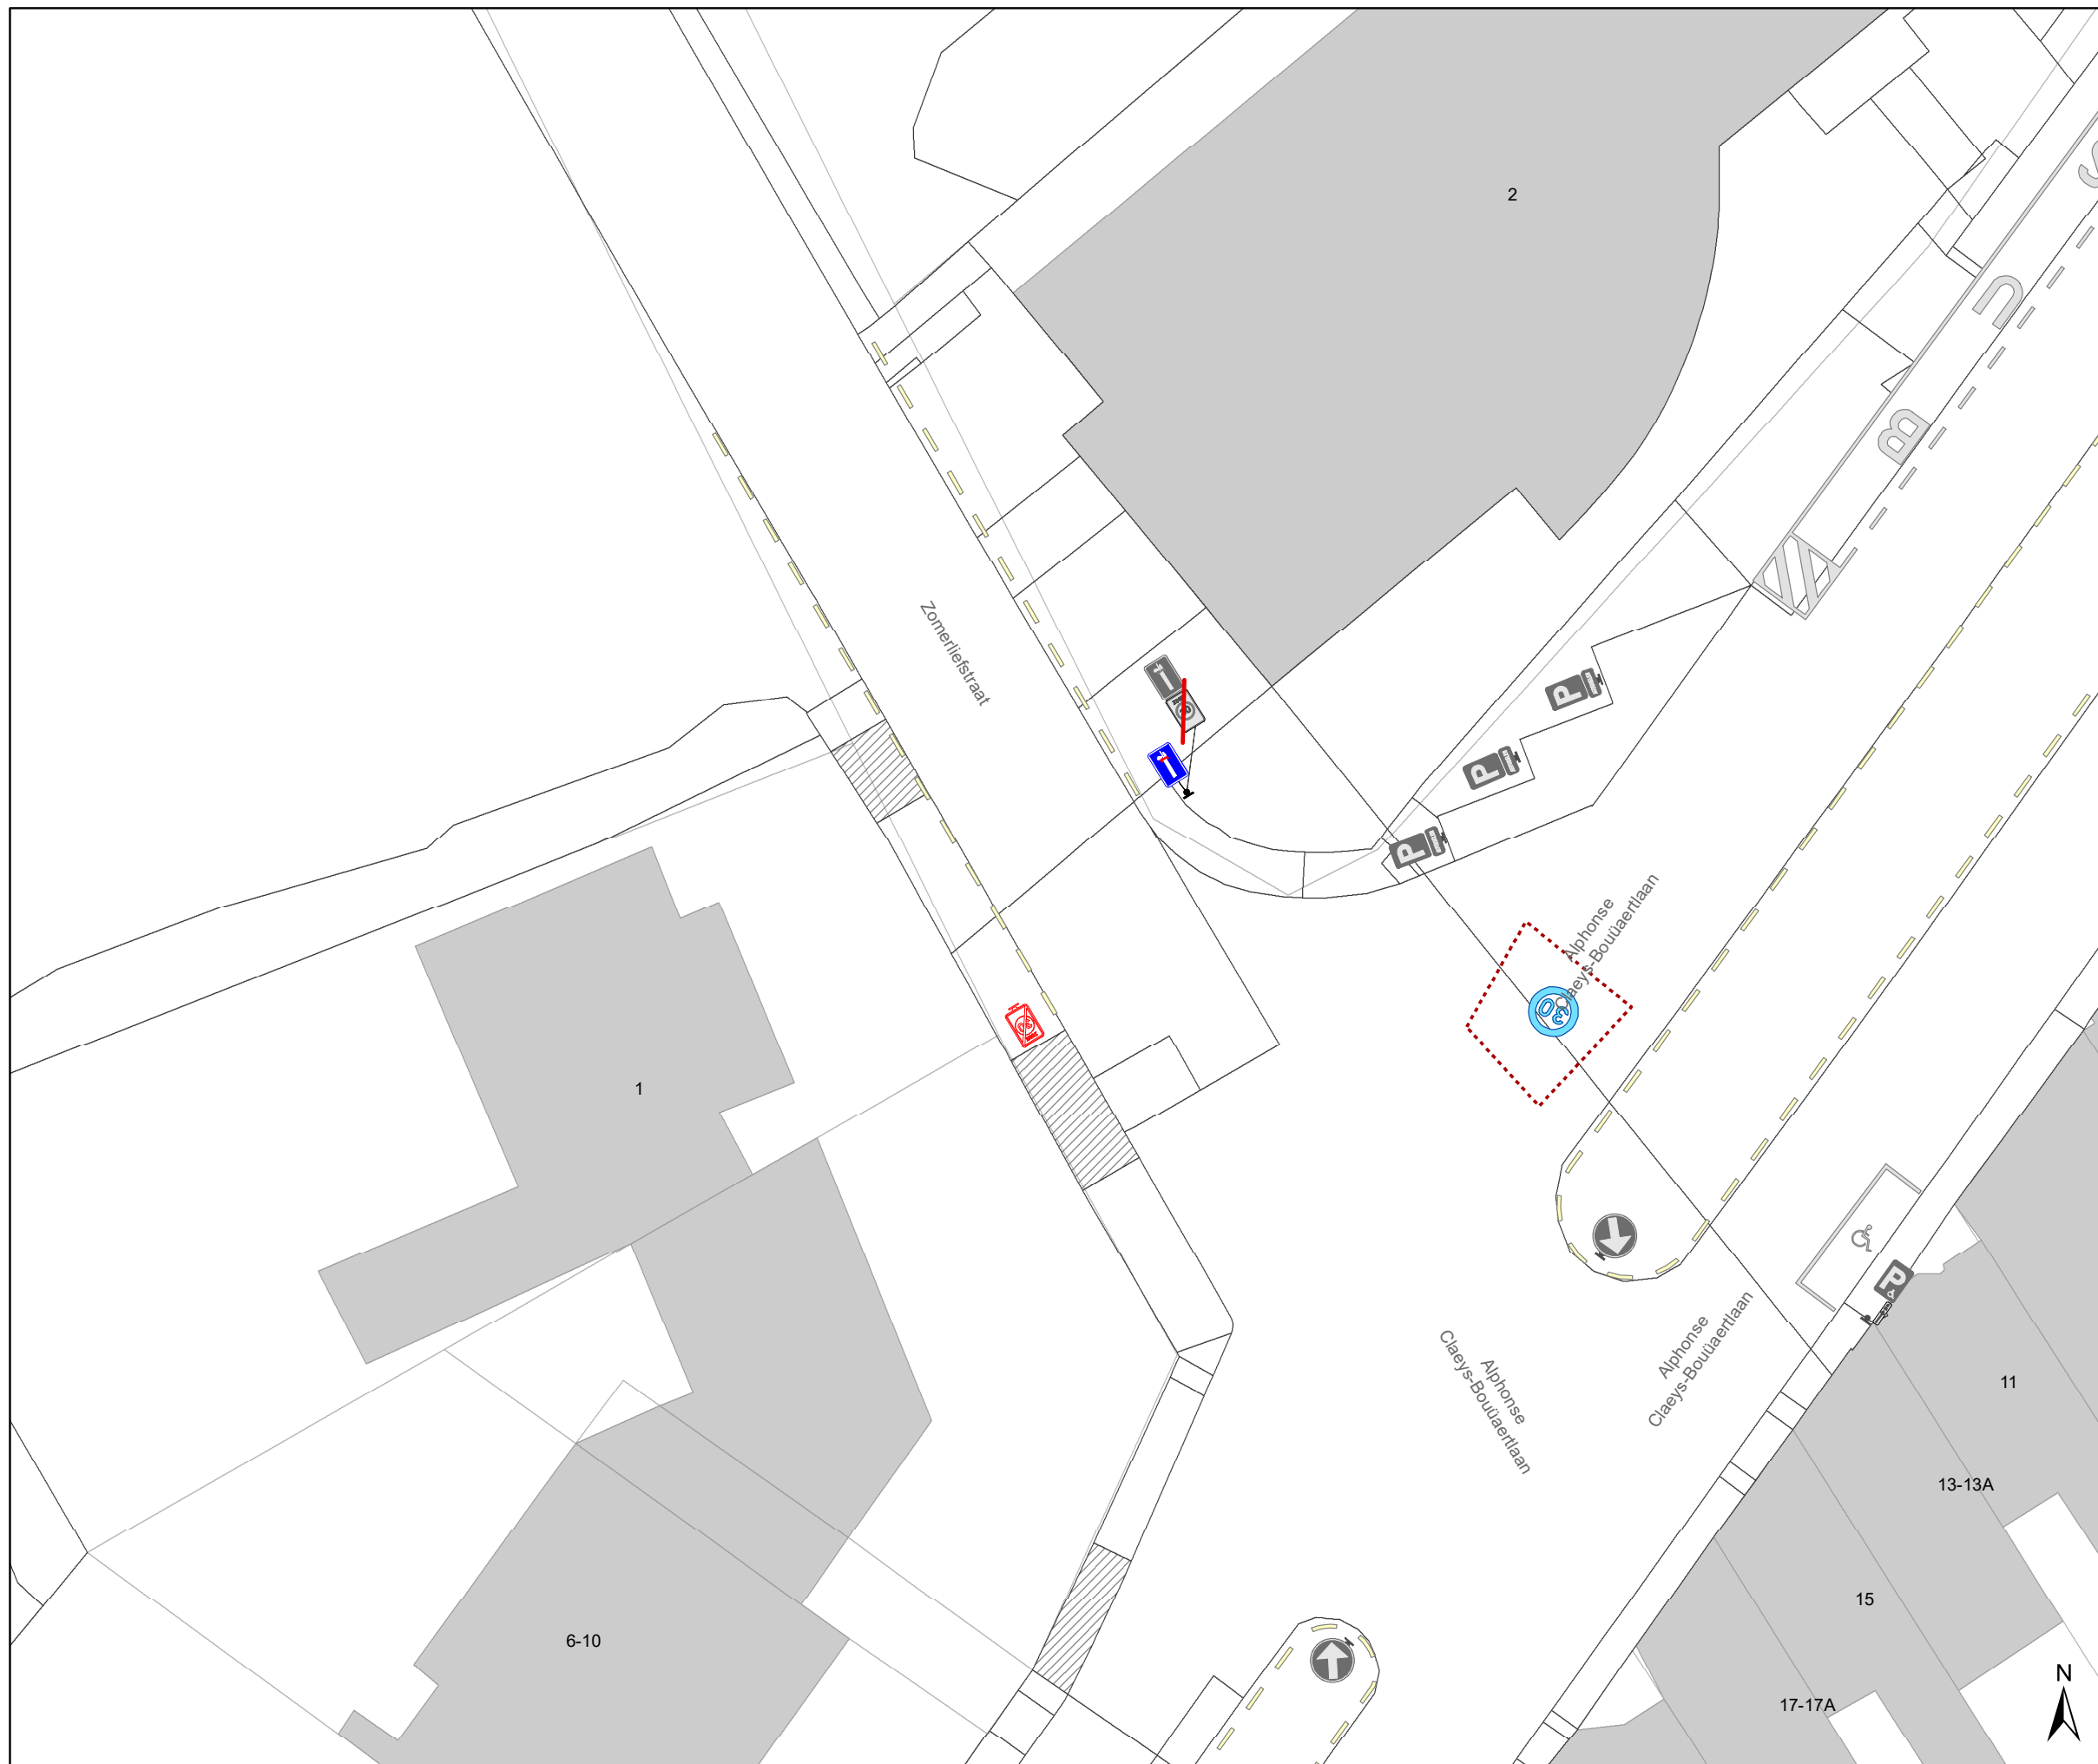 2
S
U
B
Zomerliefstraat
P
P
P
Alphonse
Claeys-Bouüaertlaan
30
1
P
Alphonse
Claeys-Bouüaertlaan
Alphonse
Claeys-Bouüaertlaan
11
13-13A
15
6-10
17-17A
N